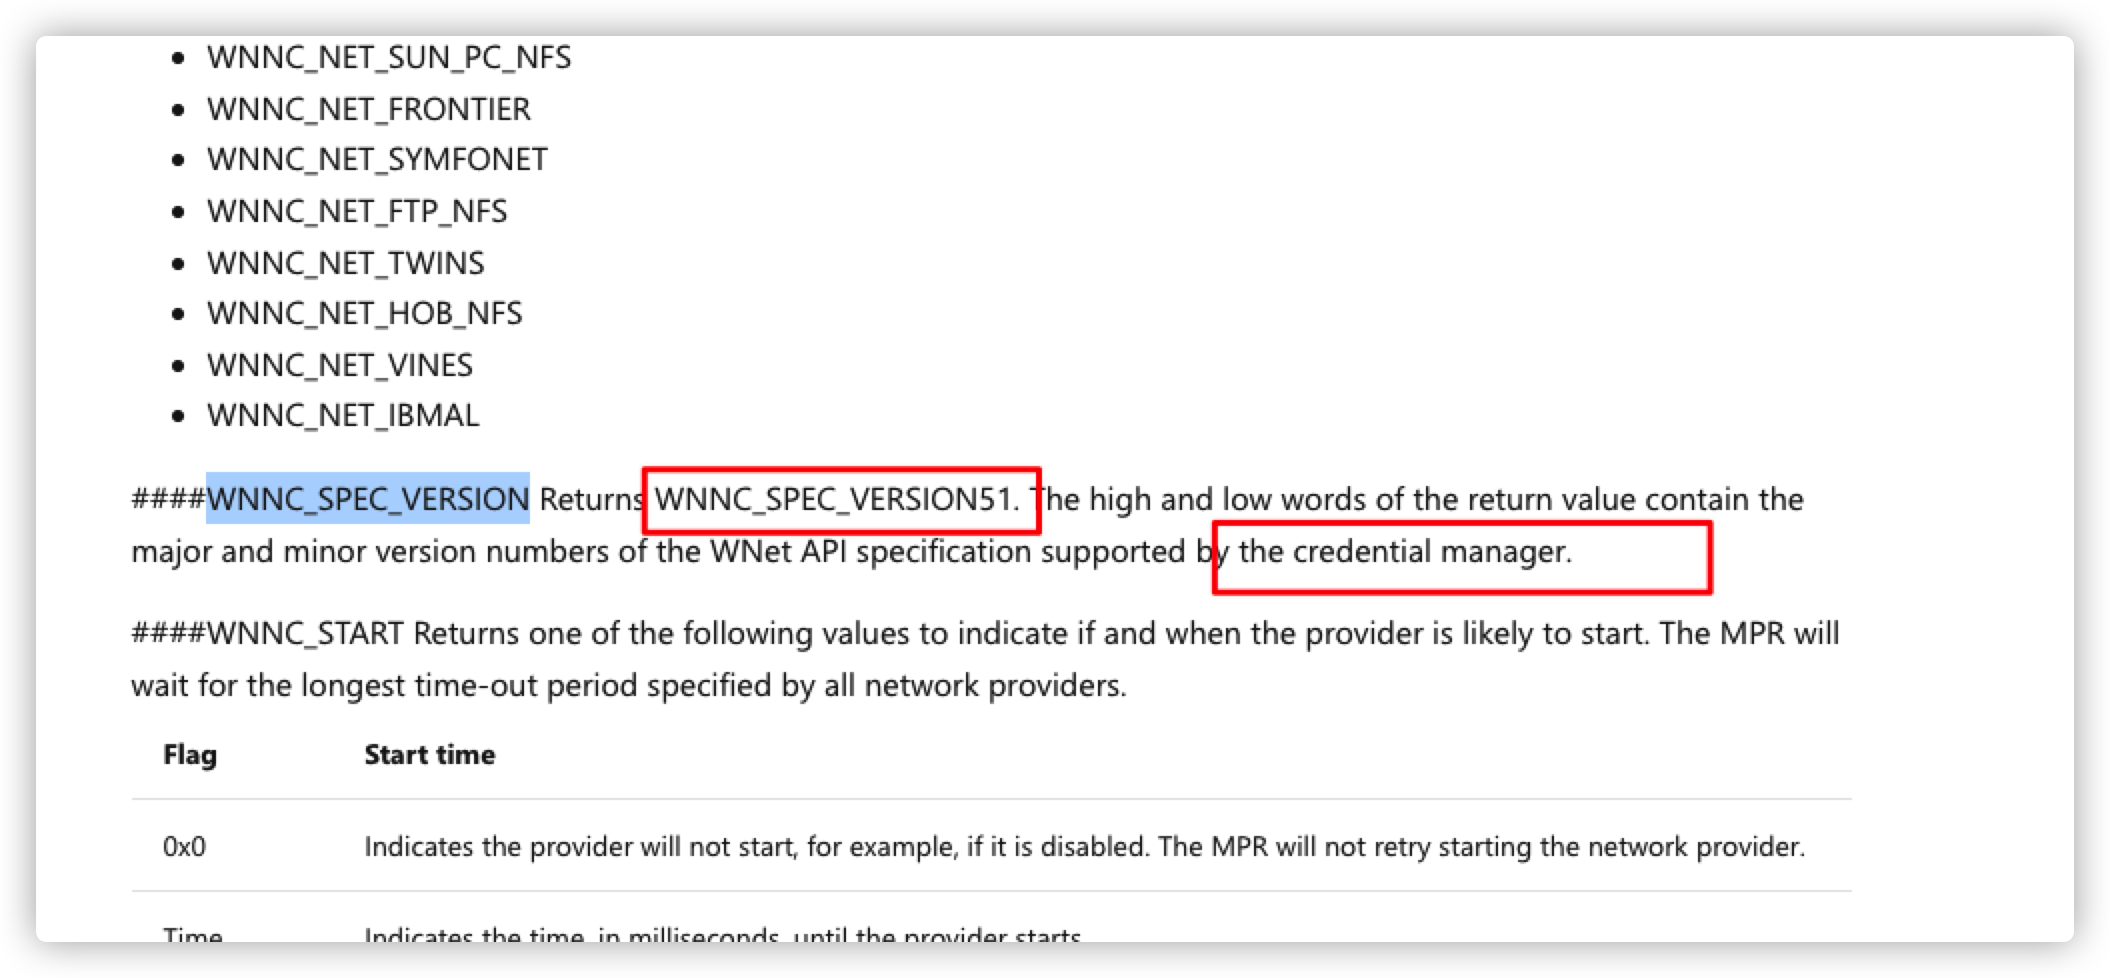 • WNNC_NET_SUN_PC_NFS
• WNNC_NET_FRONTIER
• WNNC_NET_SYMFONET
• WNNC_NET_FTP_NFS
• WNNC_NET_TWINS
• WNNC_NET_HOB_NFS
• WNNC_NET_VINES
• WNNC_NET_IBMAL
####WNNC_SPEC_VERSION Returns WNNC_SPEC_VERSION51. The high and low words of the return value contain the
major and minor version numbers of the WNet API specification supported by the credential manager.
####WNNC_START Returns one of the following values to indicate if and when the provider is likely to start. The MPR will
wait for the longest time-out period specified by all network providers.
Flag Start time
0x0 Indicates the provider will not start, for example, if it is disabled. The MPR will not retry starting the network provider.
Time Indicates the time, in milliseconds, until the provider starts